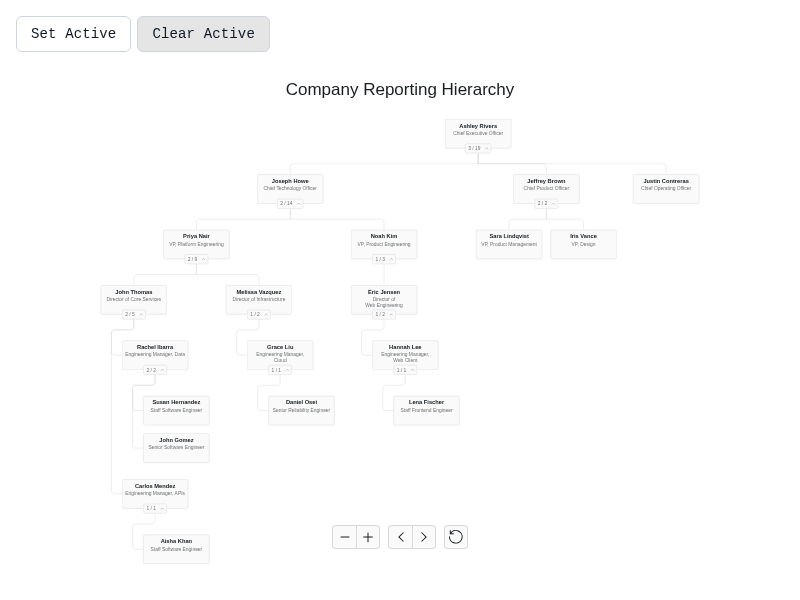 Set Active
Clear Active
Company Reporting Hierarchy
Ashley Rivers
Chief Executive Officer
3 / 19
Joseph Howe
Chief Technology Officer
2 / 14
Jeffrey Brown
Chief Product Officer
2 / 2
Justin Contreras
Chief Operating Officer
Priya Nair
VP, Platform Engineering
2 / 9
Noah Kim
VP, Product Engineering
1 / 3
Sara Lindqvist
VP, Product Management
Iris Vance
VP, Design
John Thomas
Director of Core Services
2 / 5
Melissa Vazquez
Director of Infrastructure
1 / 2
Eric Jensen
Director of
Web Engineering
1 / 2
Rachel Ibarra
Engineering Manager, Data
2 / 2
Grace Liu
Engineering Manager,
Cloud
1 / 1
Hannah Lee
Engineering Manager,
Web Client
1 / 1
Susan Hernandez
Staff Software Engineer
Daniel Osei
Senior Reliability Engineer
Lena Fischer
Staff Frontend Engineer
John Gomez
Senior Software Engineer
Carlos Mendez
Engineering Manager, APIs
1 / 1
Aisha Khan
Staff Software Engineer